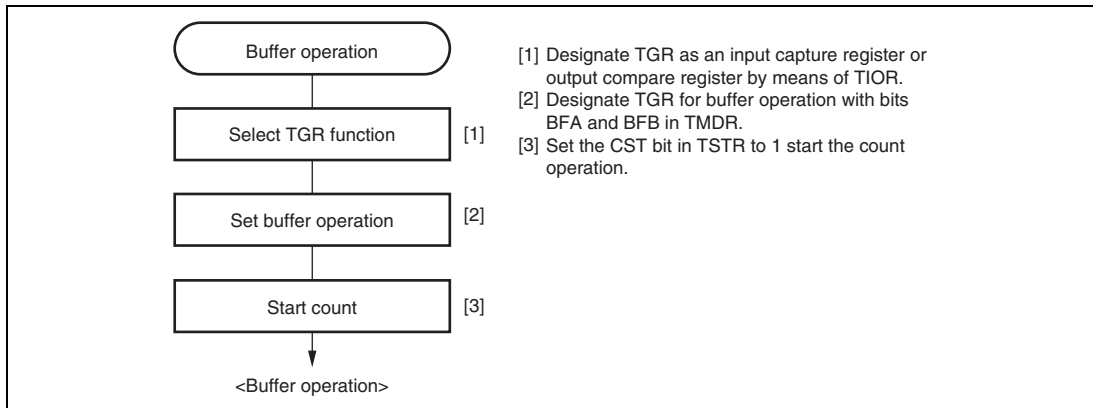 Buffer operation
Select TGR function
[1]
Set buffer operation
[2]
Start count
[3]
<Buffer operation>
[1] Designate TGR as an input capture register or
output compare register by means of TIOR.
[2] Designate TGR for buffer operation with bits
BFA and BFB in TMDR.
[3] Set the CST bit in TSTR to 1 start the count
operation.